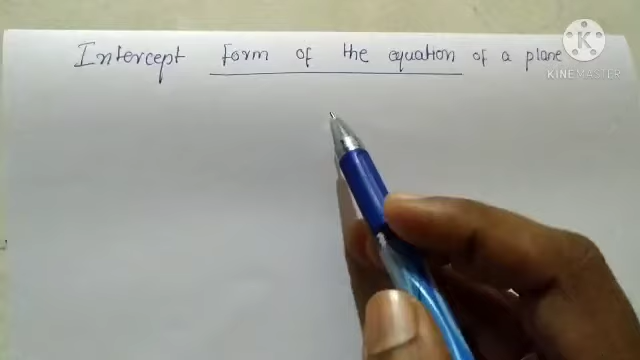 Intercept form of the equation of a plane
KINEMASTER